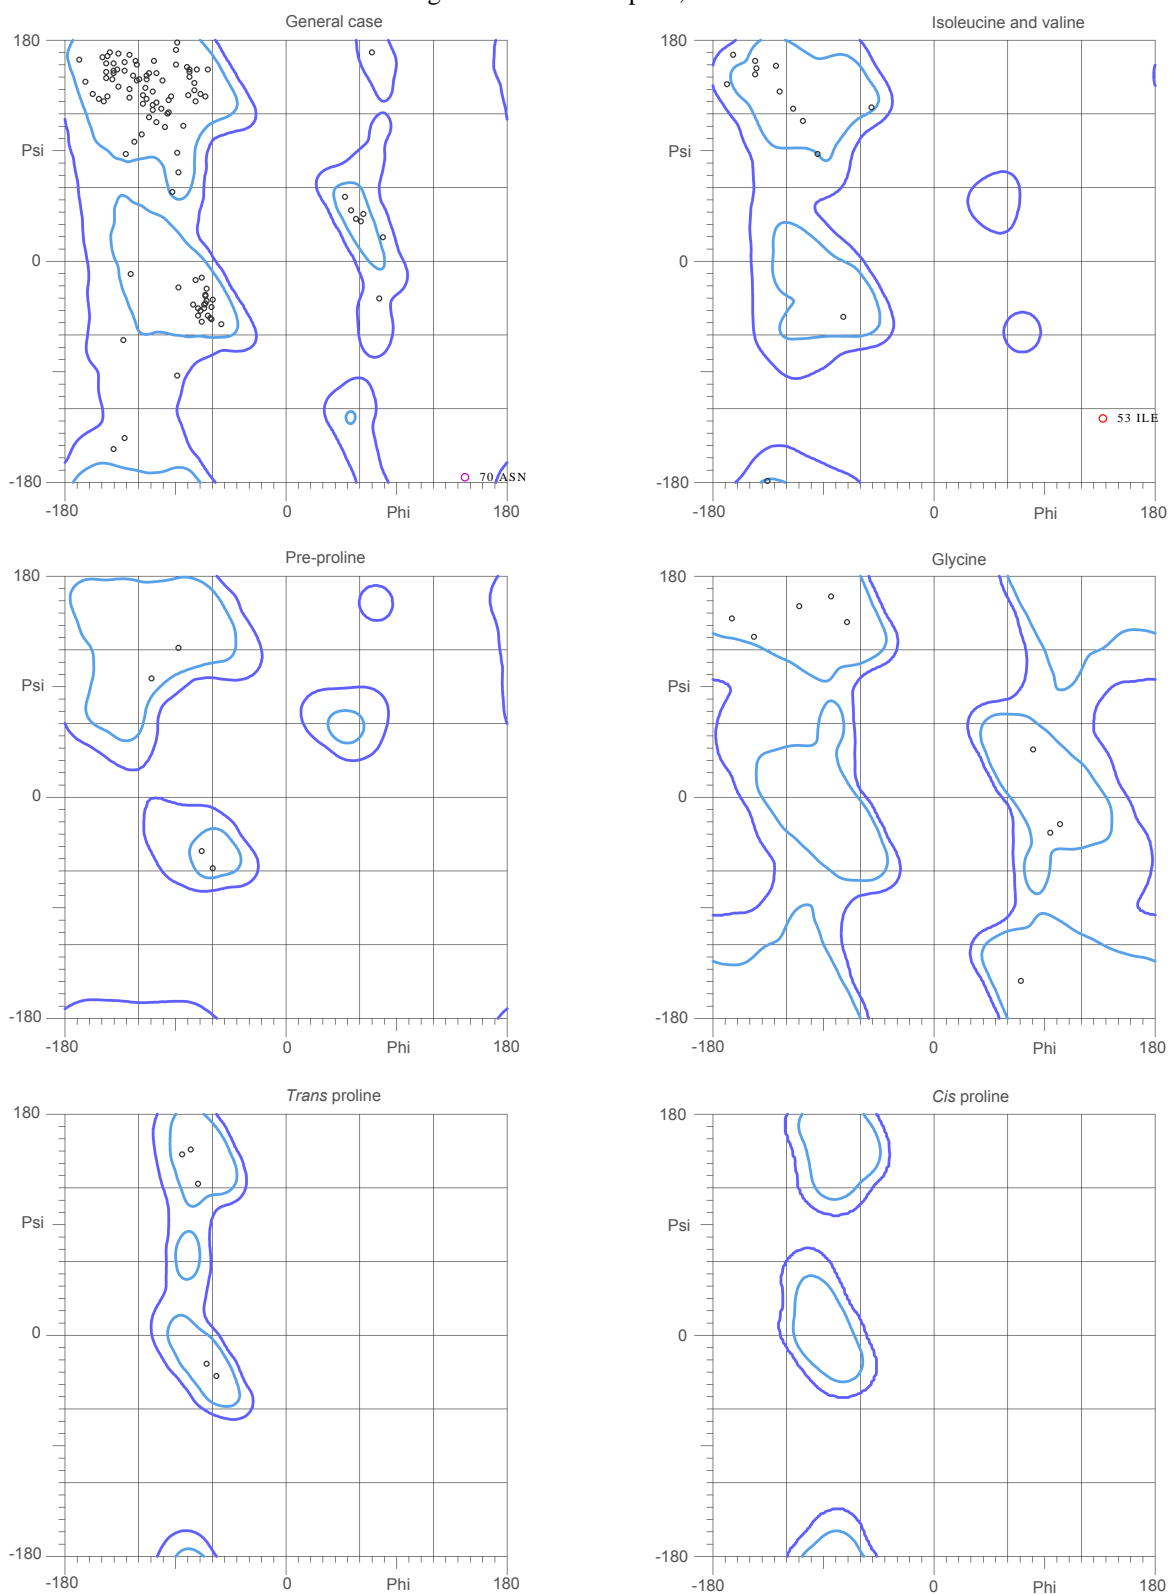 General case
Isoleucine and valine
180
180
Psi
Psi
0
0
53 ILE
70 ASN
-180
-180
-180
0
Phi
180
-180
0
Phi
180
Pre-proline
Glycine
180
180
Psi
Psi
0
0
-180
-180
-180
0
Phi
180
-180
0
Phi
180
Trans proline
Cis proline
180
180
Psi
Psi
0
0
-180
-180
-180
0
Phi
180
-180
0
Phi
180